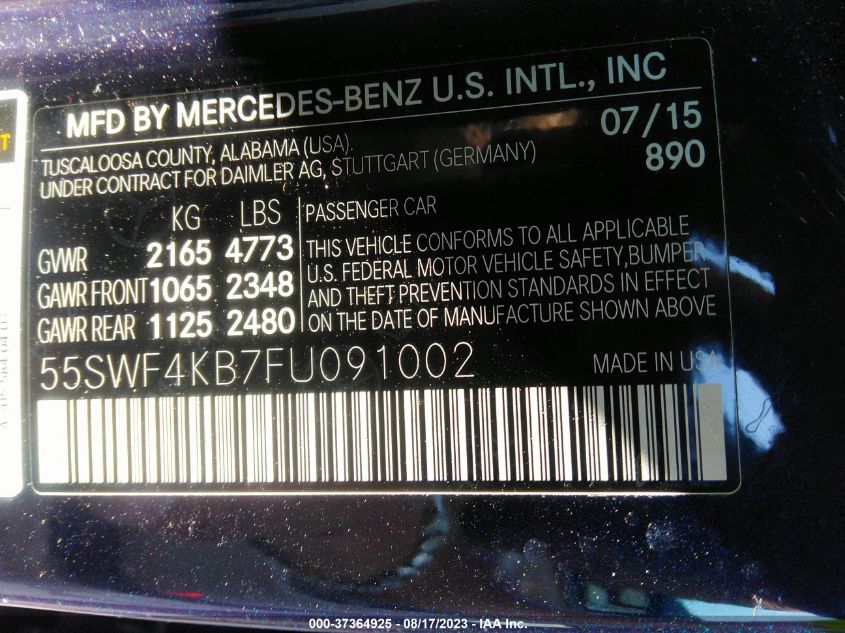 MFD BY MERCEDES-BENZ U.S. INTL., INC
TUSCALOOSA COUNTY, ALABAMA (USA).
UNDER CONTRACT FOR DAIMLER AG, STUTTGART (GERMANY)
07/15
890
KG LBS
GVWR 2165 4773
GAWR FRONT 1065 2348
GAWR REAR 1125 2480
PASSENGER CAR
THIS VEHICLE CONFORMS TO ALL APPLICABLE
U.S. FEDERAL MOTOR VEHICLE SAFETY,BUMPER
AND THEFT PREVENTION STANDARDS IN EFFECT
ON THE DATE OF MANUFACTURE SHOWN ABOVE
55SWF4KB7FU091002
MADE IN USA
000-37364925 - 08/17/2023 - IAA Inc.